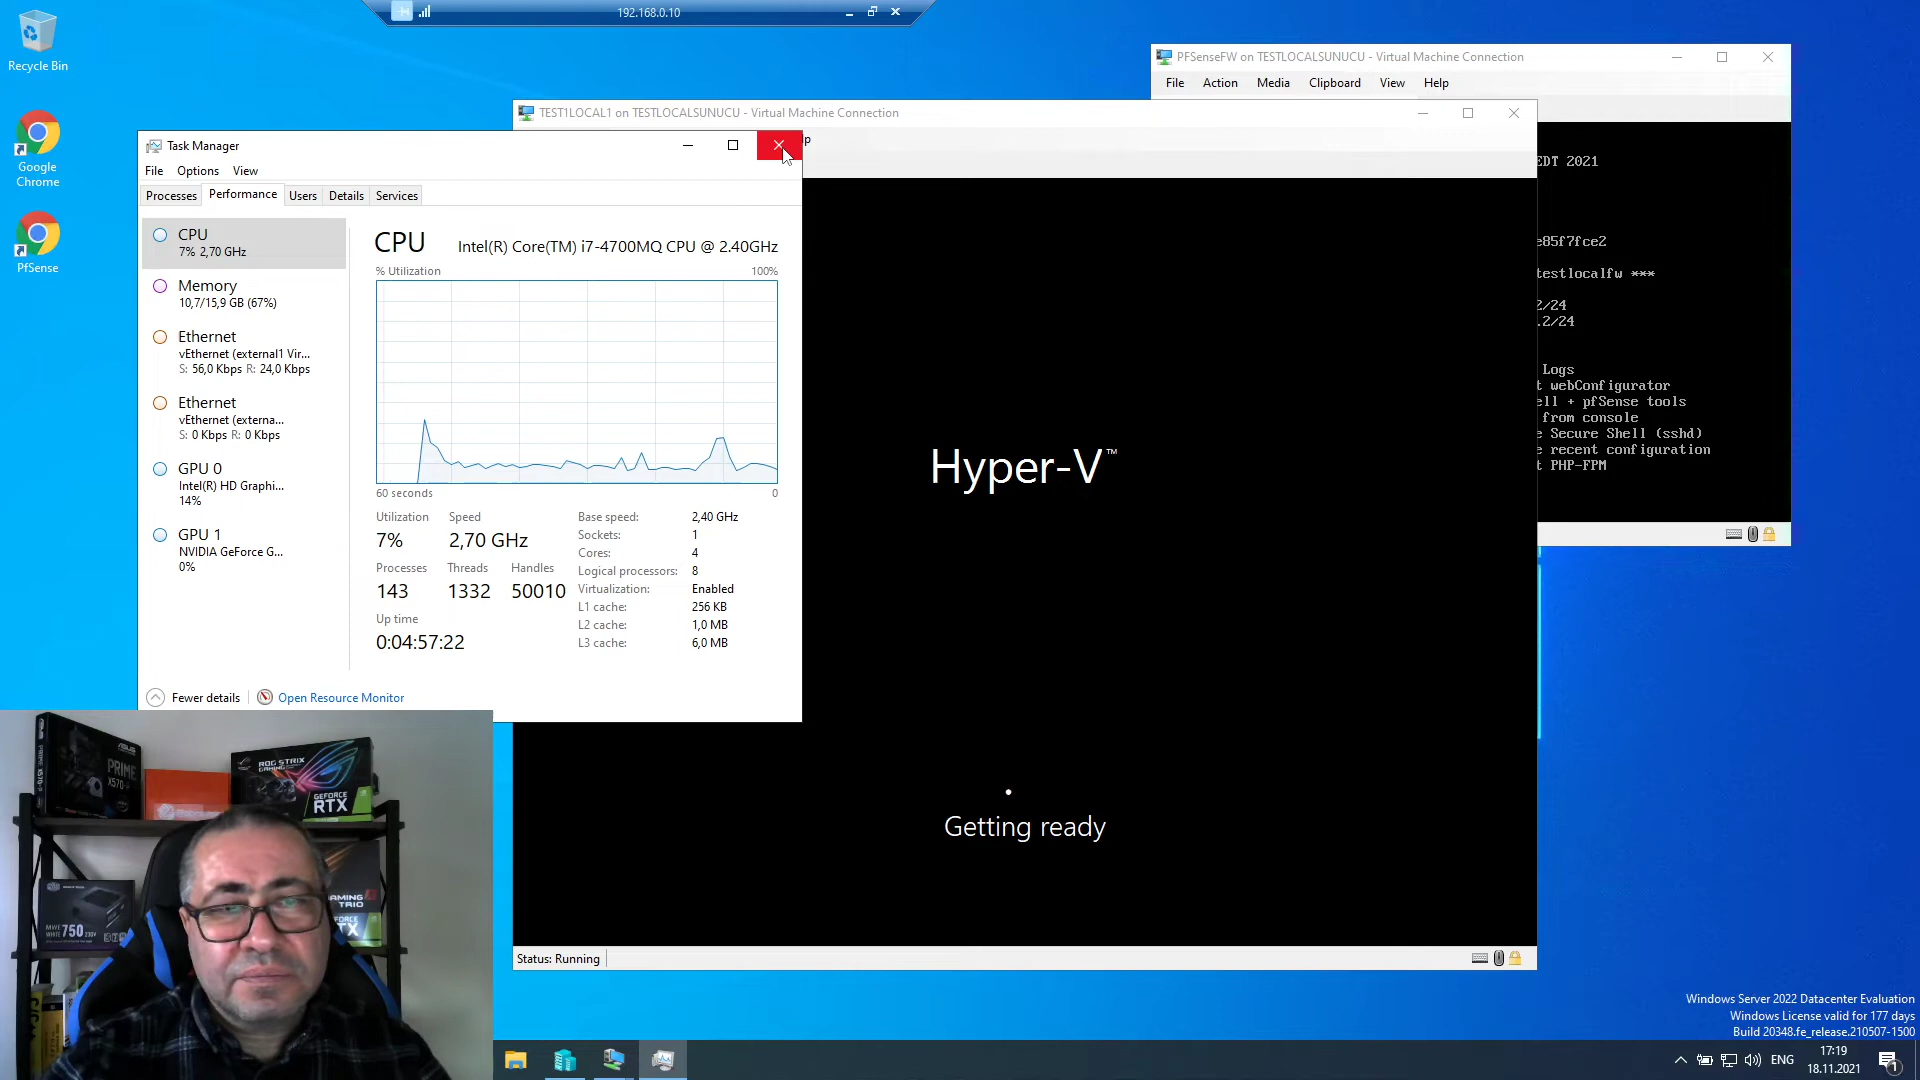 192.168.0.10
Recycle Bin
Google
Chrome
PfSense
PFSenseFW on TESTLOCALSUNUCU - Virtual Machine Connection
File Action Media Clipboard View Help
EDT 2021
e85f7fce2
testlocalfw ***
2/24
.2/24
Logs
t webConfigurator
ell + pfSense tools
from console
e Secure Shell (sshd)
e recent configuration
t PHP-FPM
TEST1LOCAL1 on TESTLOCALSUNUCU - Virtual Machine Connection
lp
Hyper-V™
Getting ready
Status: Running
Task Manager
File Options View
Processes Performance Users Details Services
CPU
7% 2,70 GHz
Memory
10,7/15,9 GB (67%)
Ethernet
vEthernet (external1 Vir...
S: 56,0 Kbps R: 24,0 Kbps
Ethernet
vEthernet (externa...
S: 0 Kbps R: 0 Kbps
GPU 0
Intel(R) HD Graphi...
14%
GPU 1
NVIDIA GeForce G...
0%
CPU Intel(R) Core(TM) i7-4700MQ CPU @ 2.40GHz
% Utilization 100%
60 seconds 0
Utilization Speed
7% 2,70 GHz
Processes Threads Handles
143 1332 50010
Up time
0:04:57:22
Base speed: 2,40 GHz
Sockets: 1
Cores: 4
Logical processors: 8
Virtualization: Enabled
L1 cache: 256 KB
L2 cache: 1,0 MB
L3 cache: 6,0 MB
Fewer details Open Resource Monitor
ASUS
PRIME
X570-P
ROG STRIX
GAMING
GEFORCE
RTX
MWE
750
230V
GAMING
TRIO
Windows Server 2022 Datacenter Evaluation
Windows License valid for 177 days
Build 20348.fe_release.210507-1500
ENG
17:19
18.11.2021
1